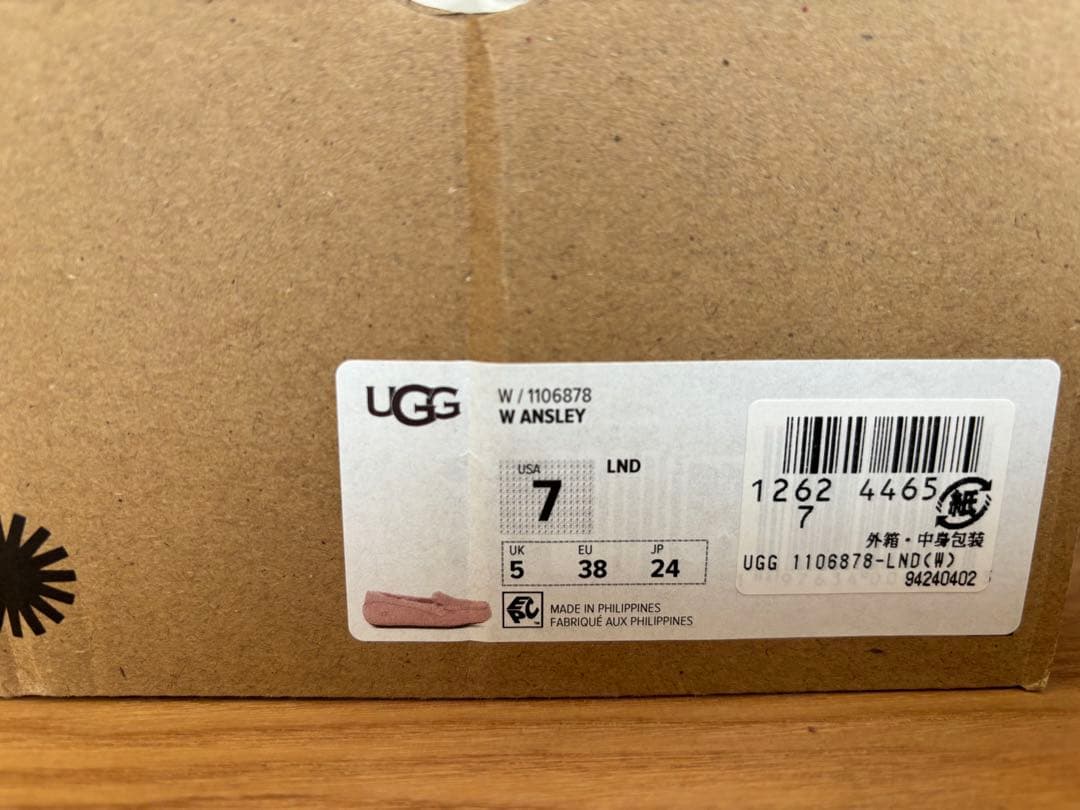 UGG
W / 1106878
W ANSLEY
USA
7
LND
UK
5
EU
38
JP
24
EPC
MADE IN PHILIPPINES
FABRIQUÉ AUX PHILIPPINES
1262 4465
7
紙
外箱・中身包装
UGG 1106878-LND(W)
94240402